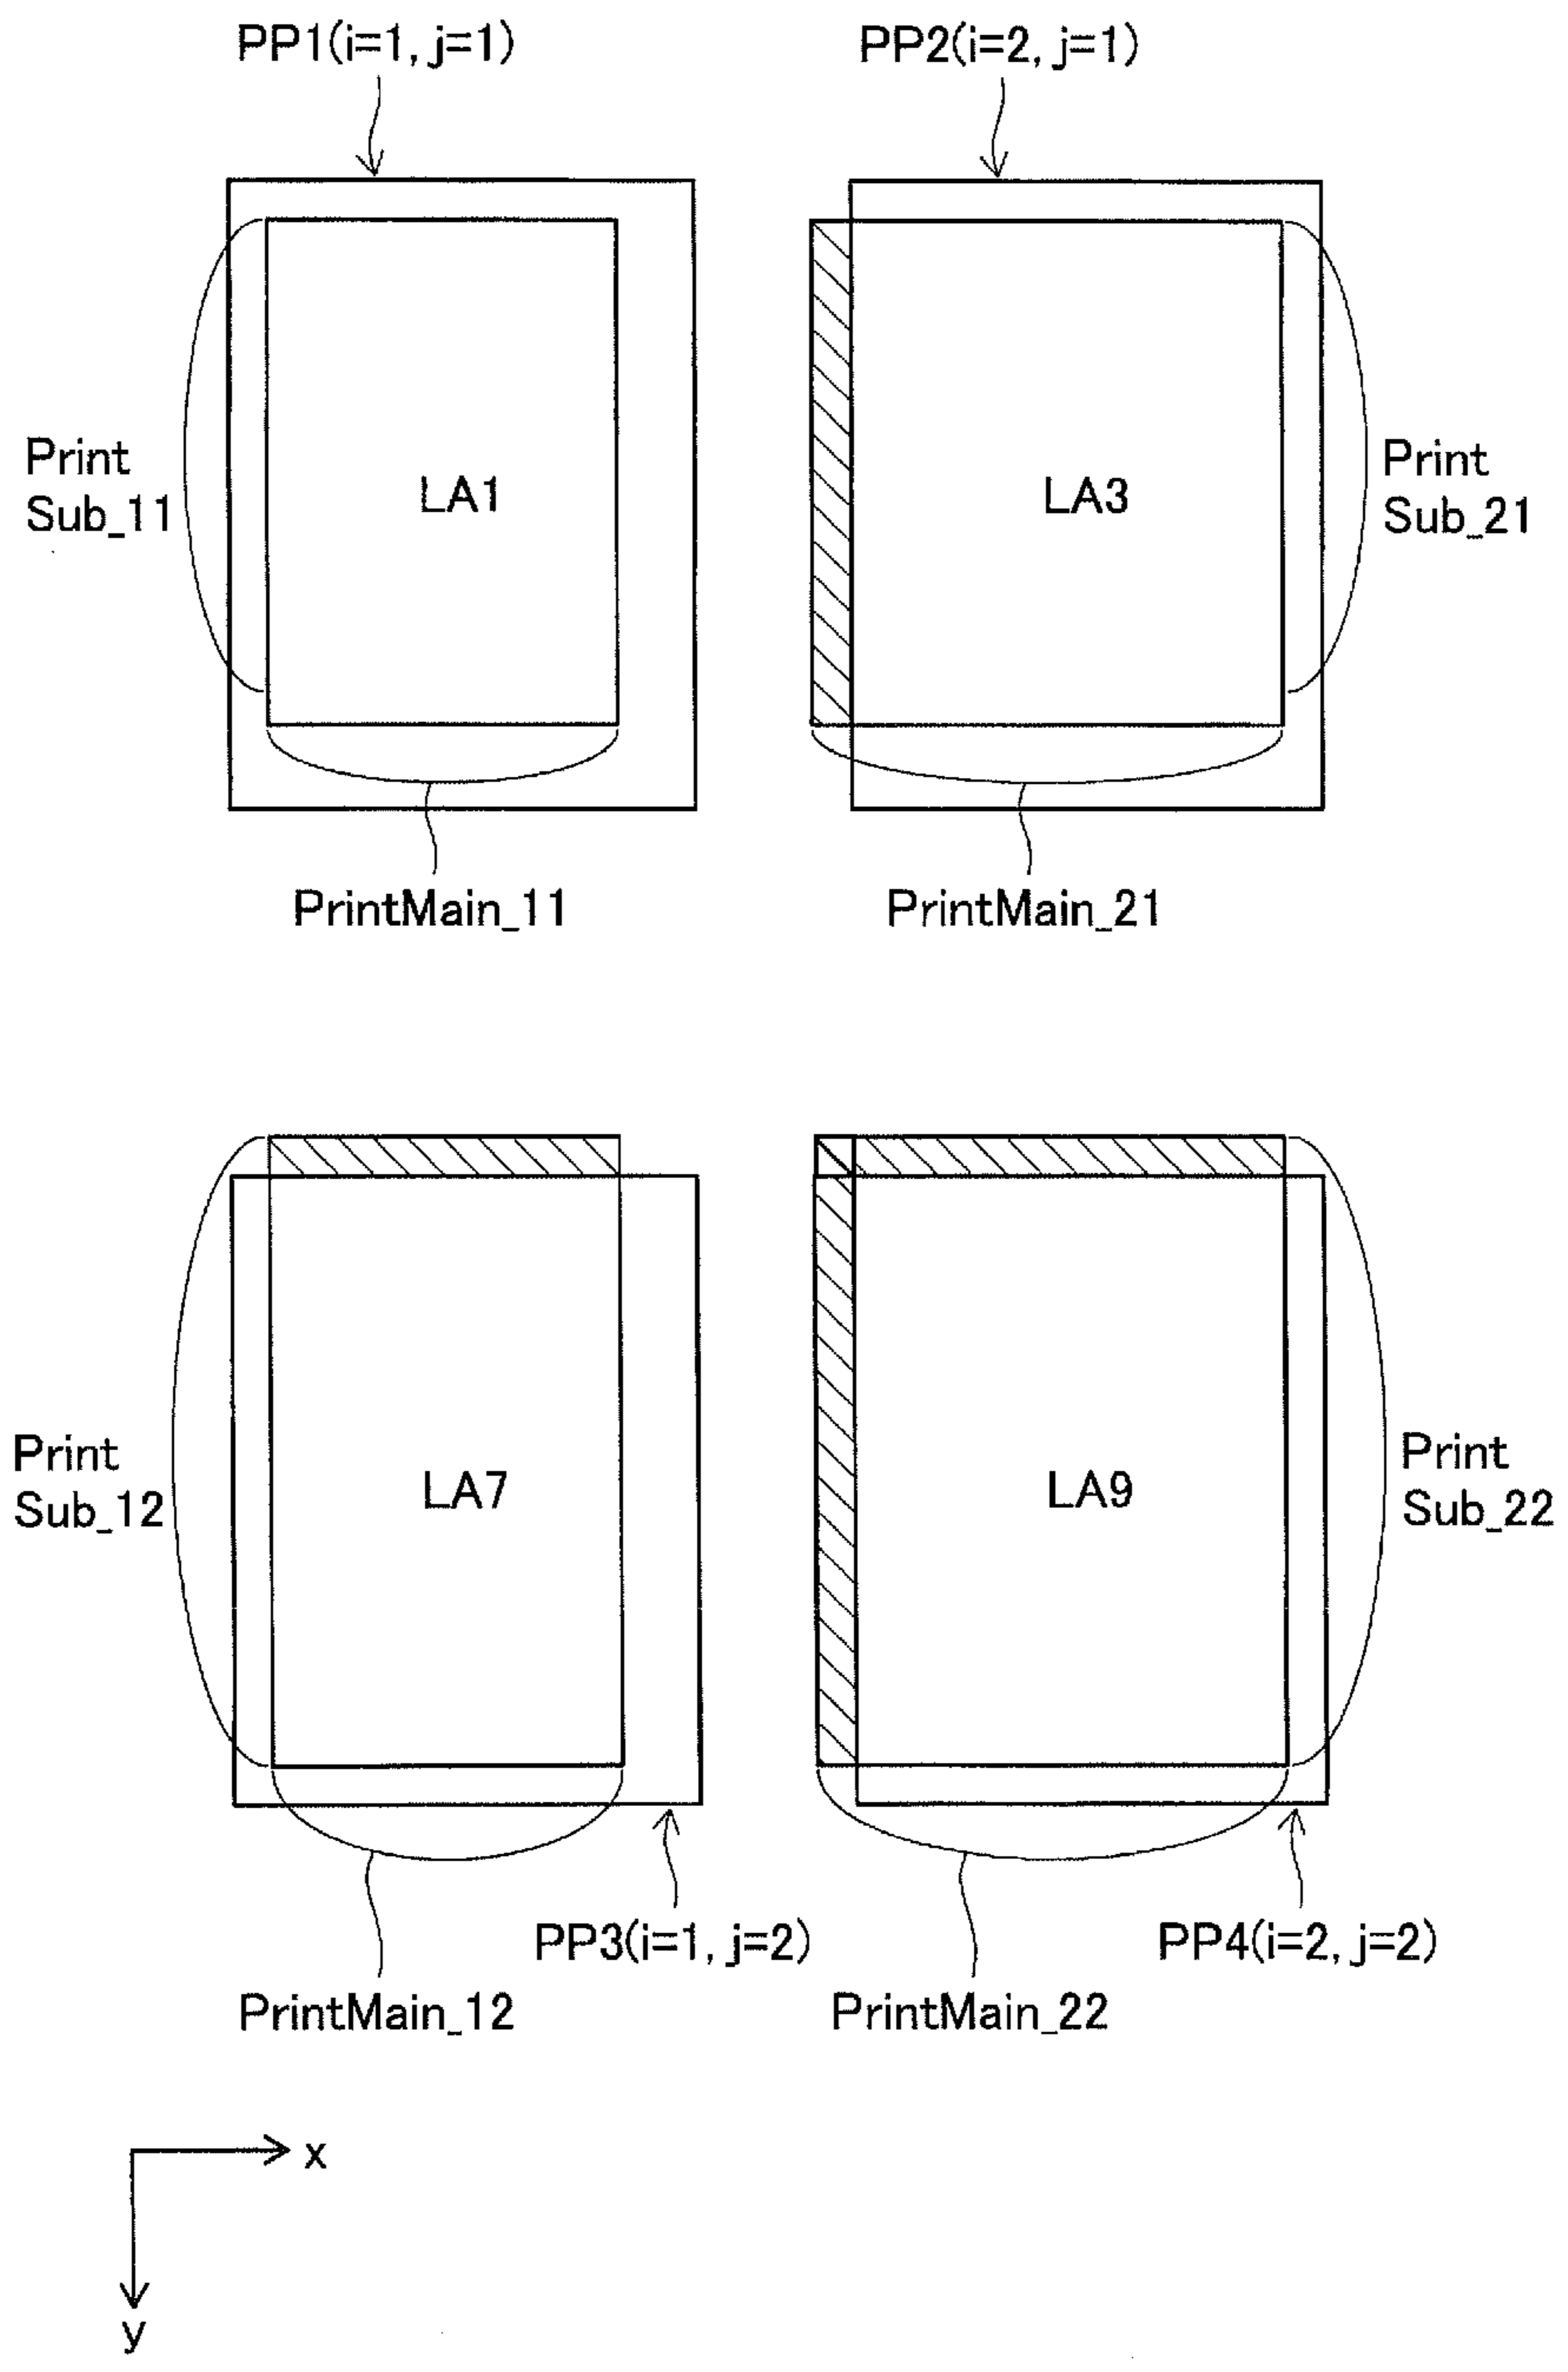 PP1(i=1, j=1)
PP2(i=2, j=1)
Print
Sub_11
LA1
LA3
Print
Sub_21
PrintMain_11
PrintMain_21
Print
Sub_12
LA7
LA9
Print
Sub_22
PP3(i=1, j=2)
PP4(i=2, j=2)
PrintMain_12
PrintMain_22
x
y